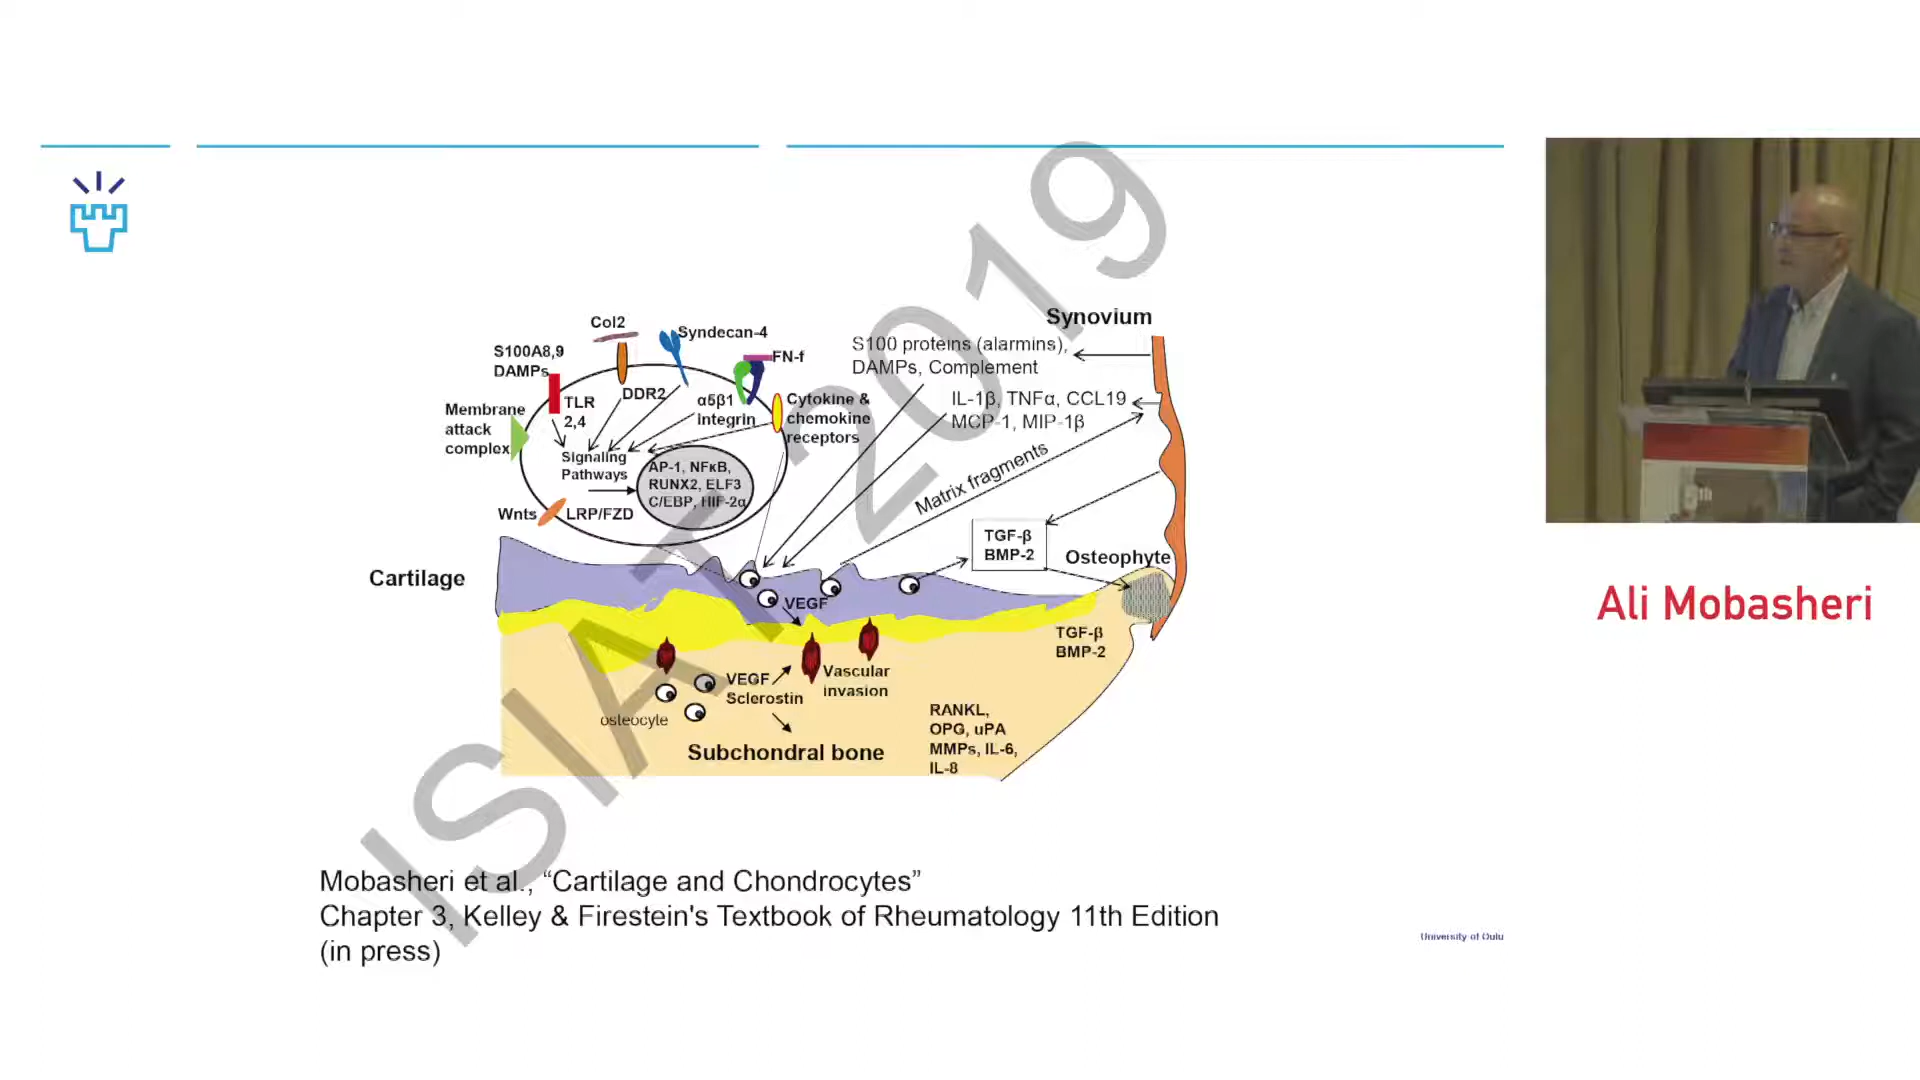 ISIAT 2019
Synovium
S100 proteins (alarmins),
DAMPs, Complement
IL-1β, TNFα, CCL19
MCP-1, MIP-1β
Matrix fragments
Col2
Syndecan-4
S100A8,9
DAMPs
FN-f
DDR2
TLR
2,4
α5β1
integrin
Cytokine &
chemokine
receptors
Membrane
attack
complex
Signaling
Pathways
AP-1, NFκB,
RUNX2, ELF3
C/EBP, HIF-2α
Wnts
LRP/FZD
TGF-β
BMP-2
Osteophyte
Cartilage
VEGF
TGF-β
BMP-2
VEGF
Sclerostin
Vascular
invasion
osteocyte
RANKL,
OPG, uPA
MMPs, IL-6,
IL-8
Subchondral bone
Mobasheri et al., “Cartilage and Chondrocytes”
Chapter 3, Kelley & Firestein's Textbook of Rheumatology 11th Edition
(in press)
University of Oulu
Ali Mobasheri